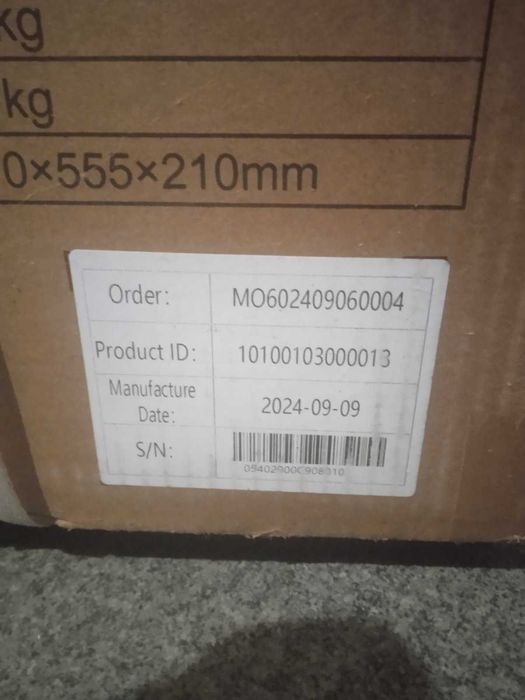 kg
kg
0×555×210mm
Order: MO602409060004
Product ID: 10100103000013
Manufacture
Date: 2024-09-09
S/N: